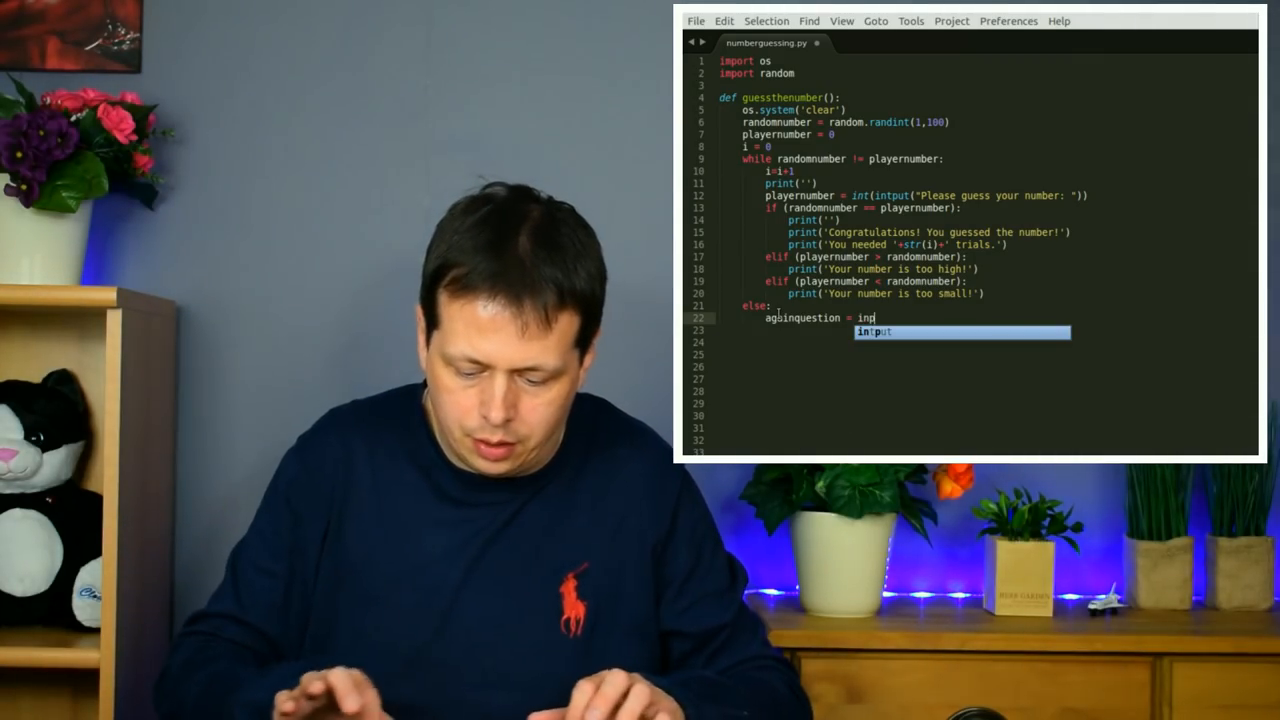 File Edit Selection Find View Goto Tools Project Preferences Help
numberguessing.py
1 import os
2 import random
3
4 def guessthenumber():
5 os.system('clear')
6 randomnumber = random.randint(1,100)
7 playernumber = 0
8 i = 0
9 while randomnumber != playernumber:
10 i=i+1
11 print('')
12 playernumber = int(intput("Please guess your number: "))
13 if (randomnumber == playernumber):
14 print('')
15 print('Congratulations! You guessed the number!')
16 print('You needed '+str(i)+' trials.')
17 elif (playernumber > randomnumber):
18 print('Your number is too high!')
19 elif (playernumber < randomnumber):
20 print('Your number is too small!')
21 else:
22 againquestion = inp
intput
23
24
25
26
27
28
29
30
31
32
33